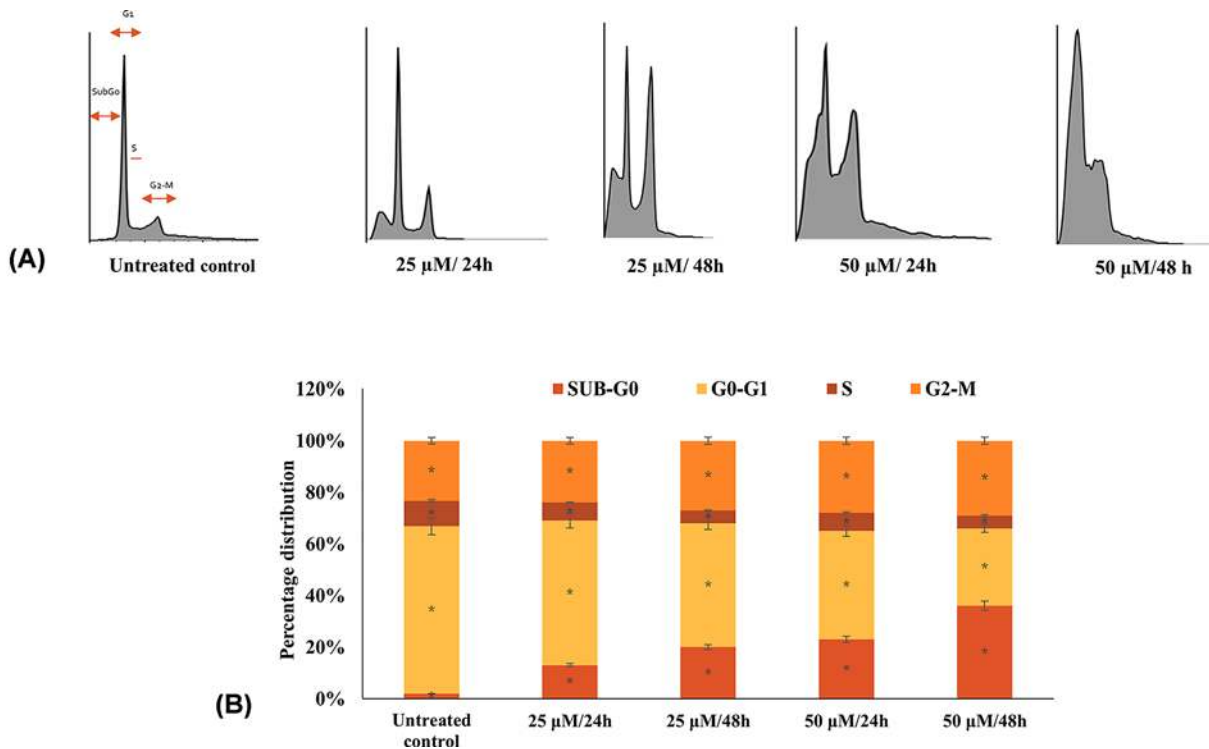 G1
SubG0
S
G2-M
(A)
Untreated control
25 µM/ 24h
25 µM/ 48h
50 µM/ 24h
50 µM/48 h
120%
100%
80%
60%
40%
20%
0%
Percentage distribution
SUB-G0
G0-G1
S
G2-M
* * * * *
* * * * *
* * * * *
* * * * *
(B)
Untreated
control
25 µM/24h
25 µM/48h
50 µM/24h
50 µM/48h